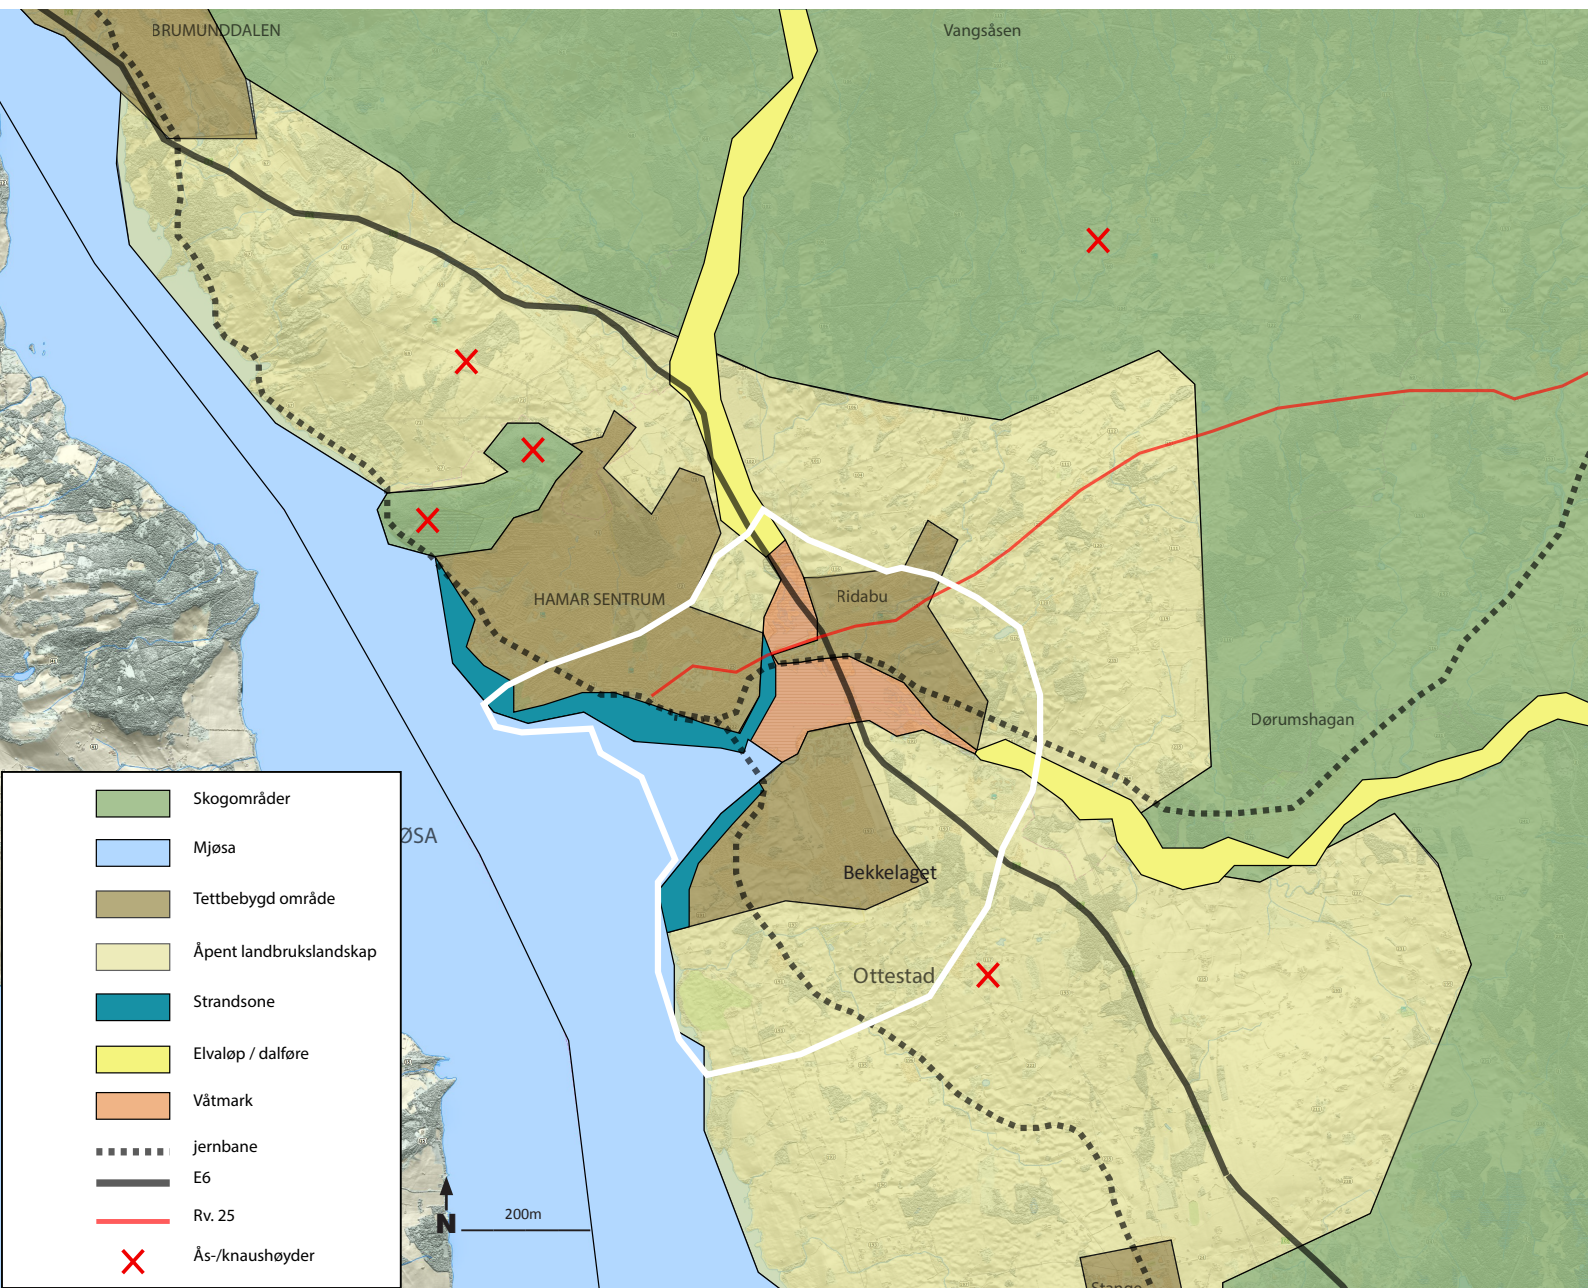 BRUMUNDDALEN
Vangsåsen
HAMAR SENTRUM
Ridabu
Dørumshagan
ØSA
Bekkelaget
Ottestad
Stange
Skogområder
Mjøsa
Tettbebygd område
Åpent landbrukslandskap
Strandsone
Elvaløp / dalføre
Våtmark
jernbane
E6
Rv. 25
Ås-/knaushøyder
N
200m